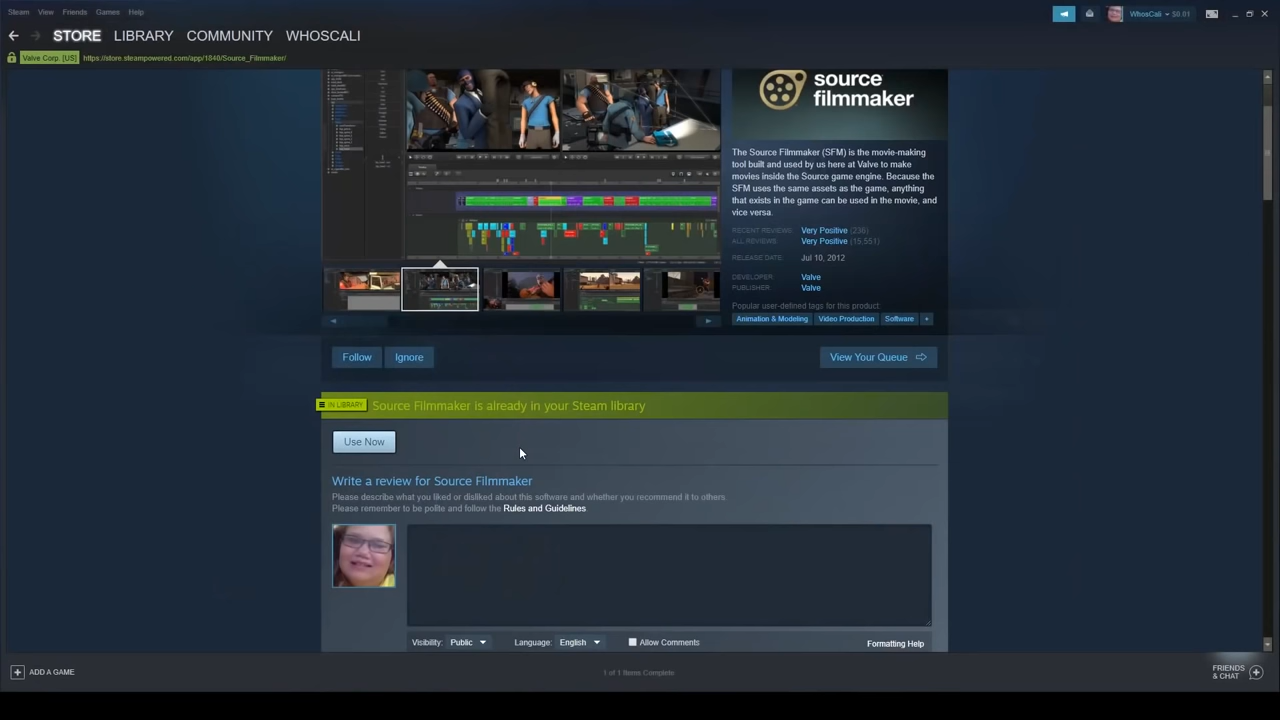 Steam View Friends Games Help
WhosCali $0.01
STORE LIBRARY COMMUNITY WHOSCALI
Valve Corp. [US] https://store.steampowered.com/app/1840/Source_Filmmaker/
source
filmmaker
The Source Filmmaker (SFM) is the movie-making
tool built and used by us here at Valve to make
movies inside the Source game engine. Because the
SFM uses the same assets as the game, anything
that exists in the game can be used in the movie, and
vice versa.
RECENT REVIEWS: Very Positive (236)
ALL REVIEWS: Very Positive (15,551)
RELEASE DATE: Jul 10, 2012
DEVELOPER: Valve
PUBLISHER: Valve
Popular user-defined tags for this product:
Animation & Modeling Video Production Software +
Follow Ignore View Your Queue
IN LIBRARY Source Filmmaker is already in your Steam library
Use Now
Write a review for Source Filmmaker
Please describe what you liked or disliked about this software and whether you recommend it to others.
Please remember to be polite and follow the Rules and Guidelines.
Visibility: Public Language: English Allow Comments Formatting Help
ADD A GAME 1 of 1 Items Complete FRIENDS
& CHAT